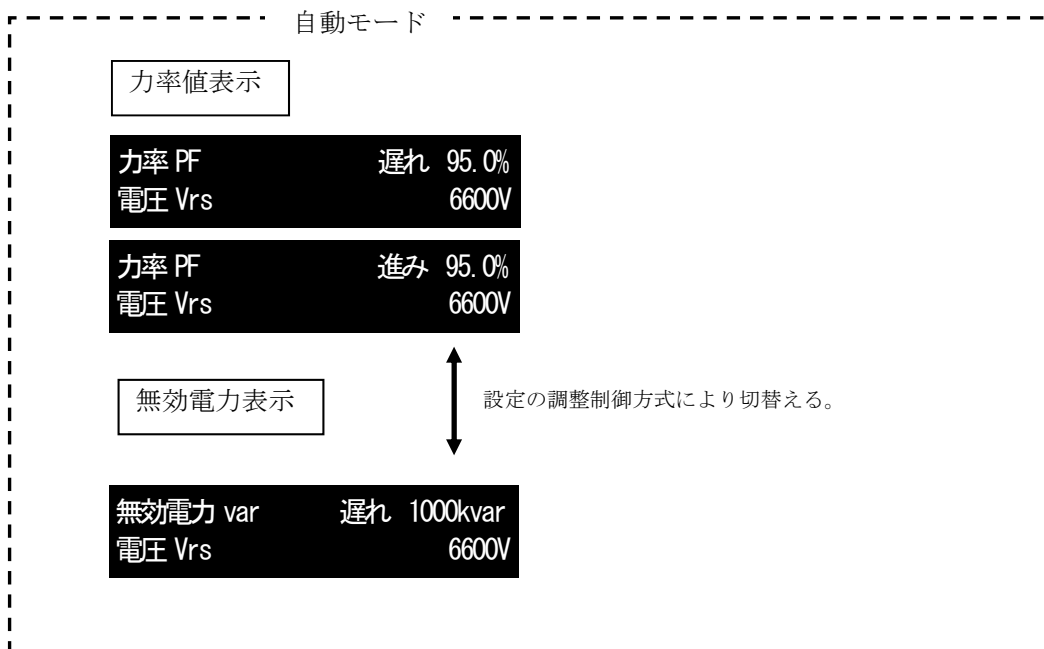 自動モード
力率値表示
力率 PF 遅れ 95.0%
電圧 Vrs 6600V
力率 PF 進み 95.0%
電圧 Vrs 6600V
無効電力表示
設定の調整制御方式により切替える。
無効電力 var 遅れ 1000kvar
電圧 Vrs 6600V